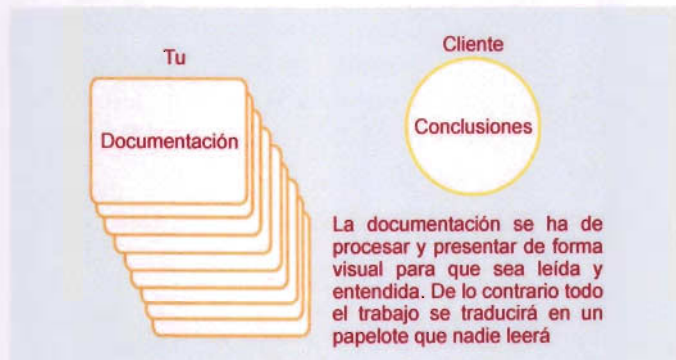 Tu
Documentación
Cliente
Conclusiones
La documentación se ha de
procesar y presentar de forma
visual para que sea leída y
entendida. De lo contrario todo
el trabajo se traducirá en un
papelote que nadie leerá